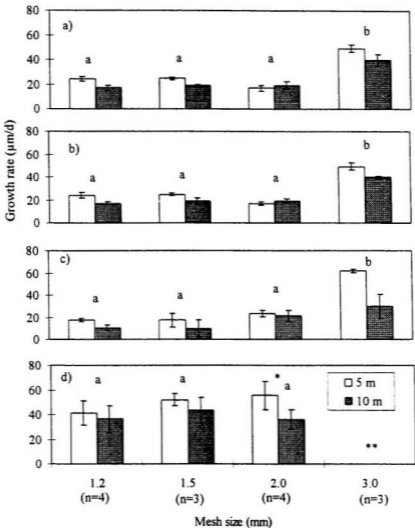 Growth rate (µm/d)
80
a)
60
a a a b
40
20
0
80
b)
60
a a a b
40
20
0
80
c)
60
a a a b
40
20
0
80
d)
a a * a
60
40
20
0
5 m
10 m
**
1.2 1.5 2.0 3.0
(n=4) (n=3) (n=4) (n=3)
Mesh size (mm)